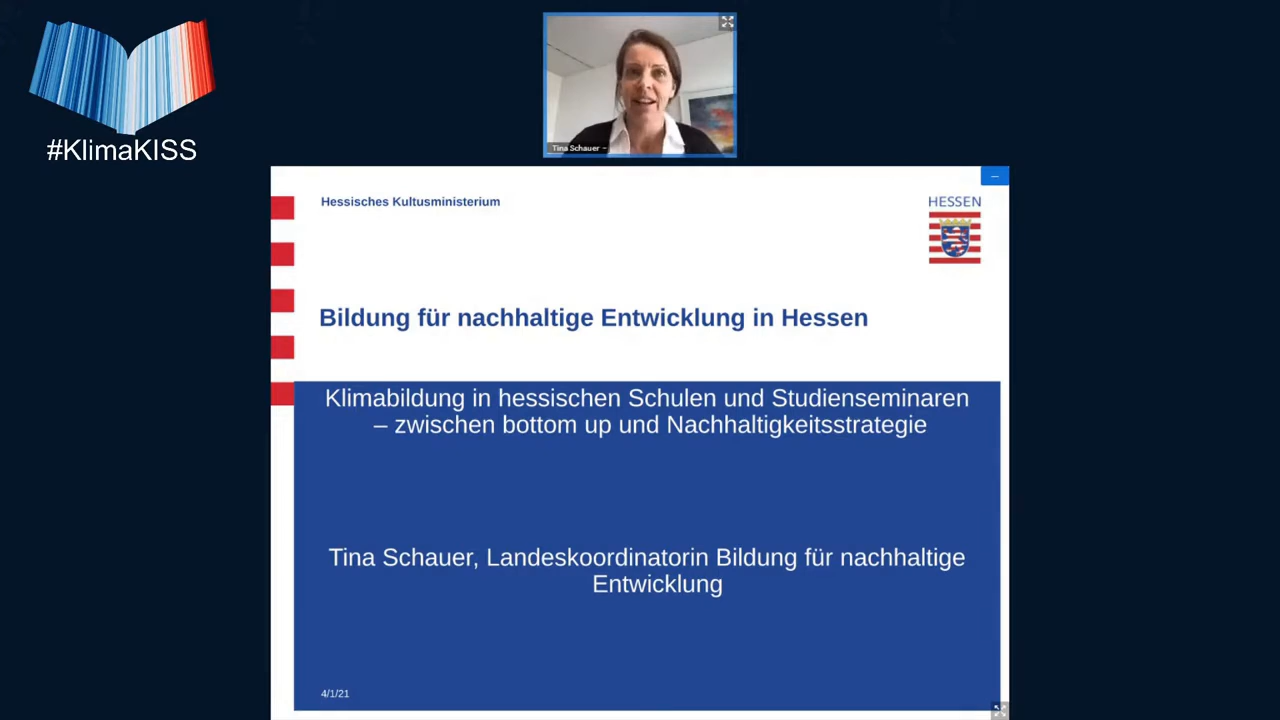 #KlimaKISS
Tina Schauer –
Hessisches Kultusministerium
HESSEN
Bildung für nachhaltige Entwicklung in Hessen
Klimabildung in hessischen Schulen und Studienseminaren
– zwischen bottom up und Nachhaltigkeitsstrategie
Tina Schauer, Landeskoordinatorin Bildung für nachhaltige
Entwicklung
4/1/21